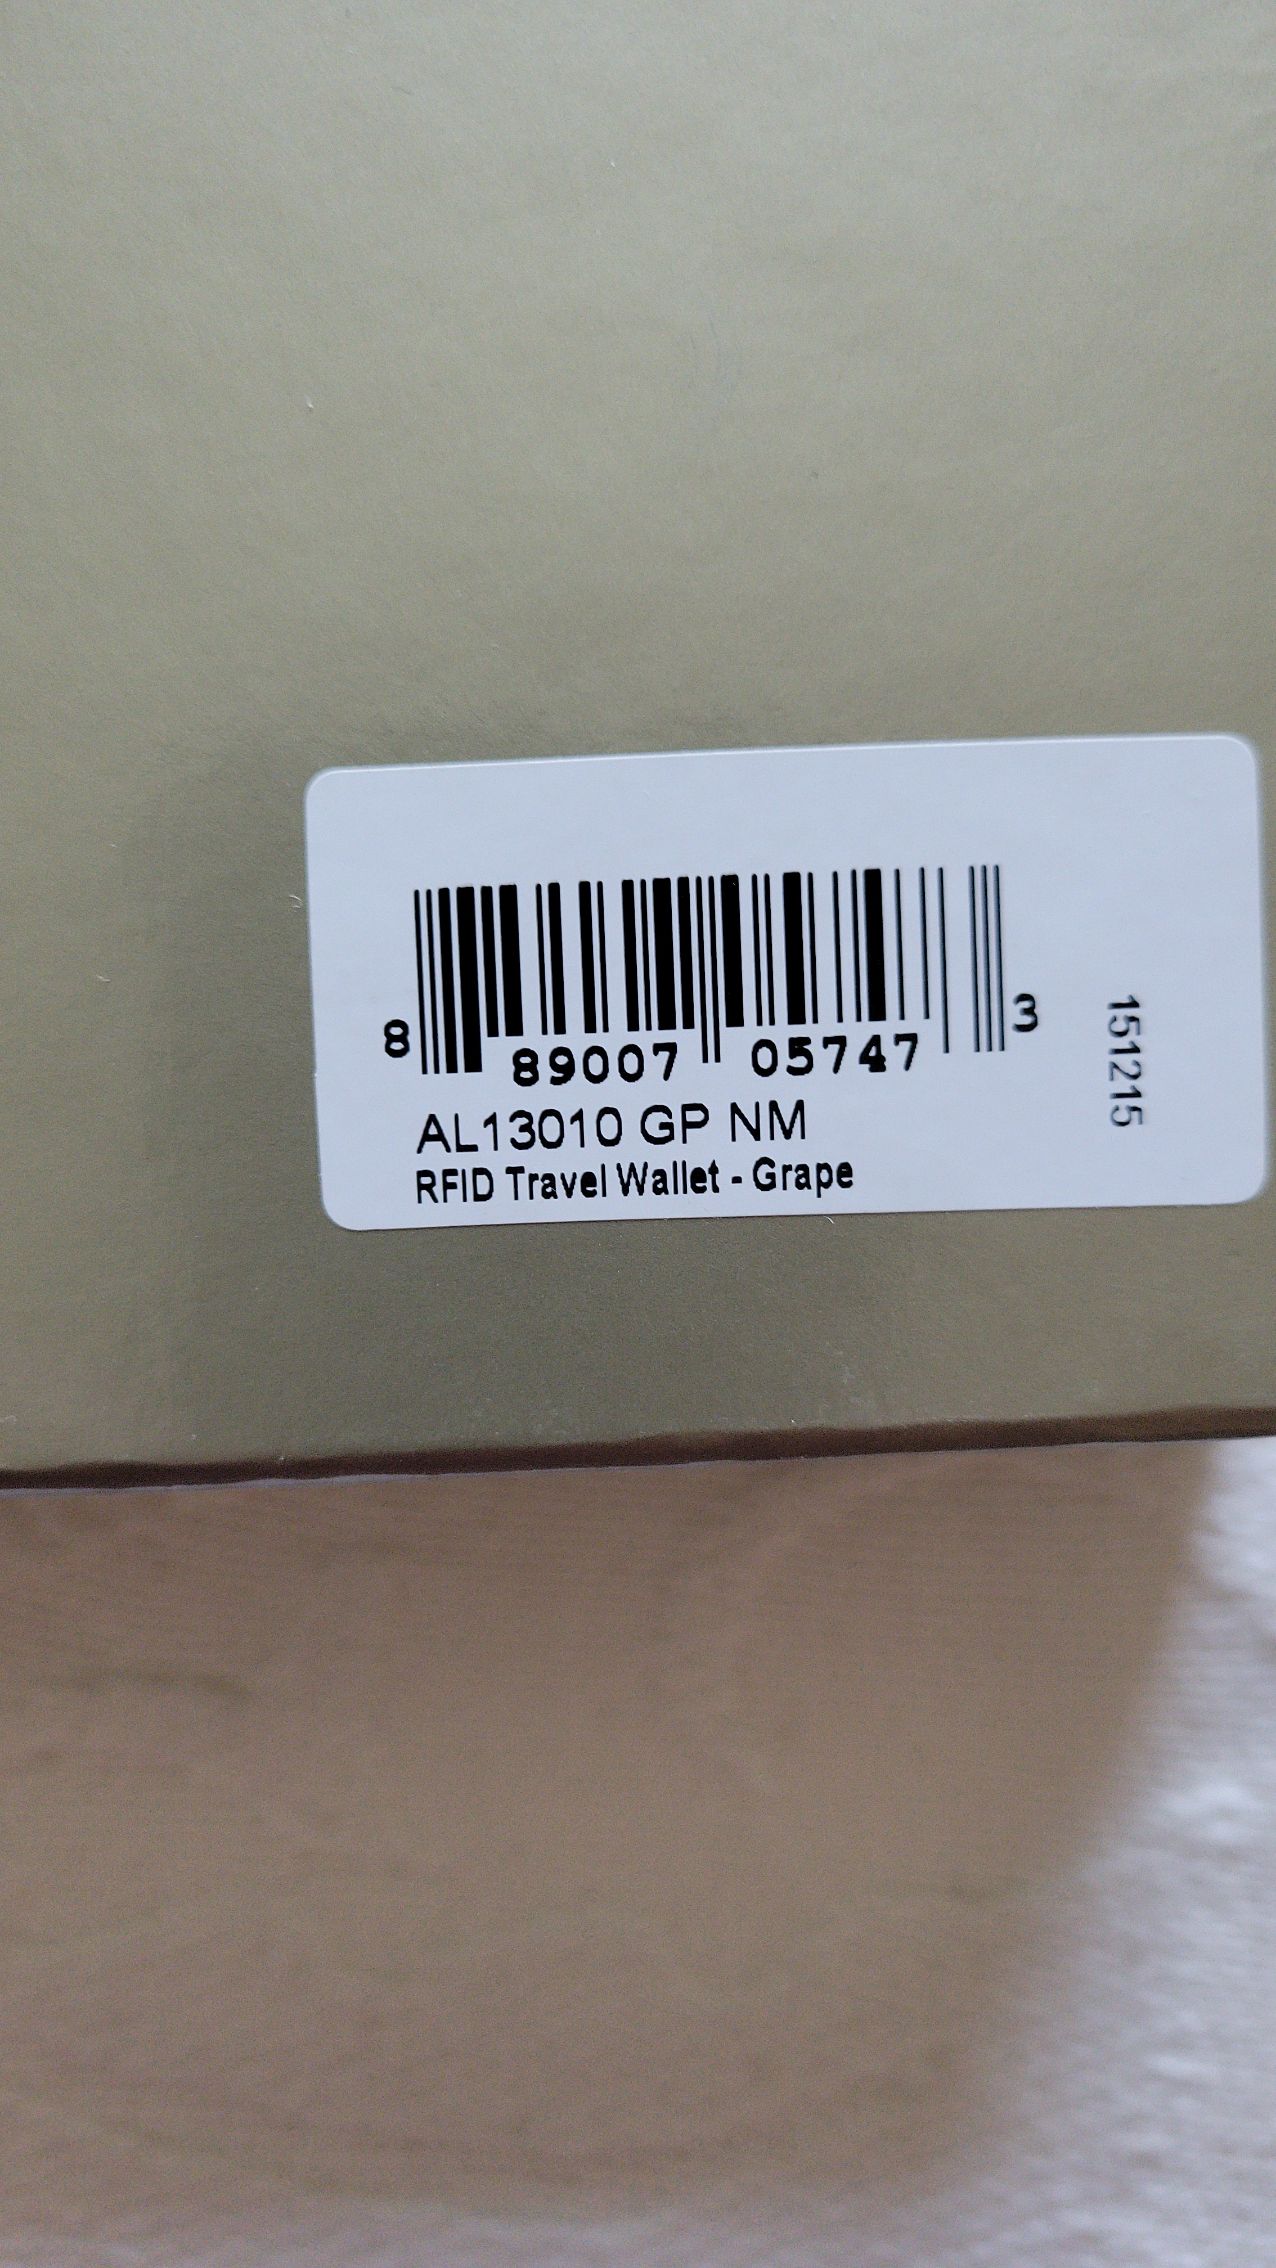 8 89007 05747 3
AL13010 GP NM
RFID Travel Wallet - Grape
151215